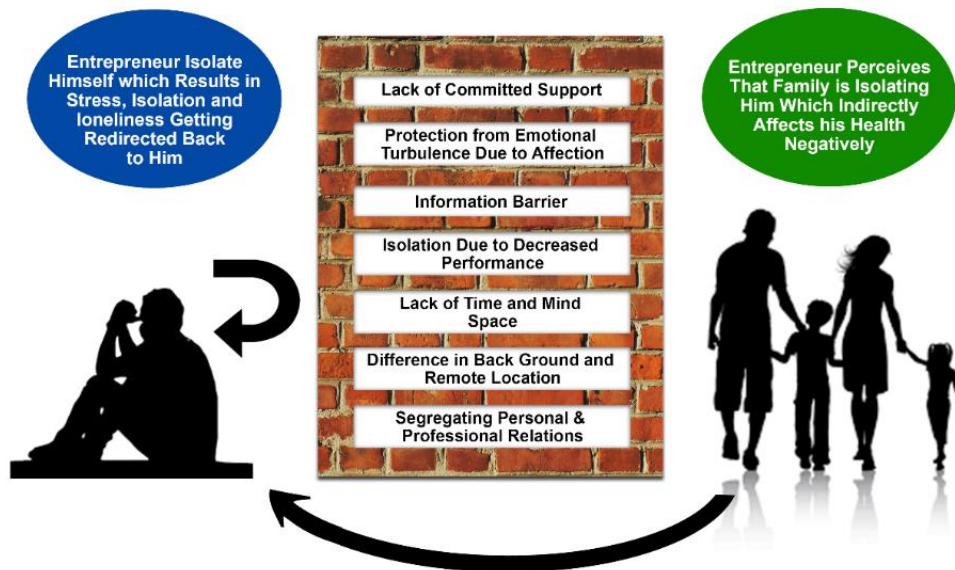 Entrepreneur Isolate
Himself which Results in
Stress, Isolation and
loneliness Getting
Redirected Back
to Him
Lack of Committed Support
Protection from Emotional
Turbulence Due to Affection
Information Barrier
Isolation Due to Decreased
Performance
Lack of Time and Mind
Space
Difference in Back Ground and
Remote Location
Segregating Personal &
Professional Relations
Entrepreneur Perceives
That Family is Isolating
Him Which Indirectly
Affects his Health
Negatively